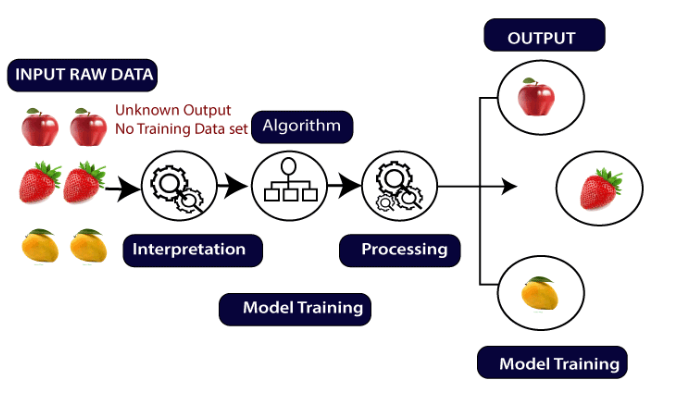 OUTPUT
INPUT RAW DATA
Unknown Output
No Training Data set
Algorithm
Interpretation
Processing
Model Training
Model Training